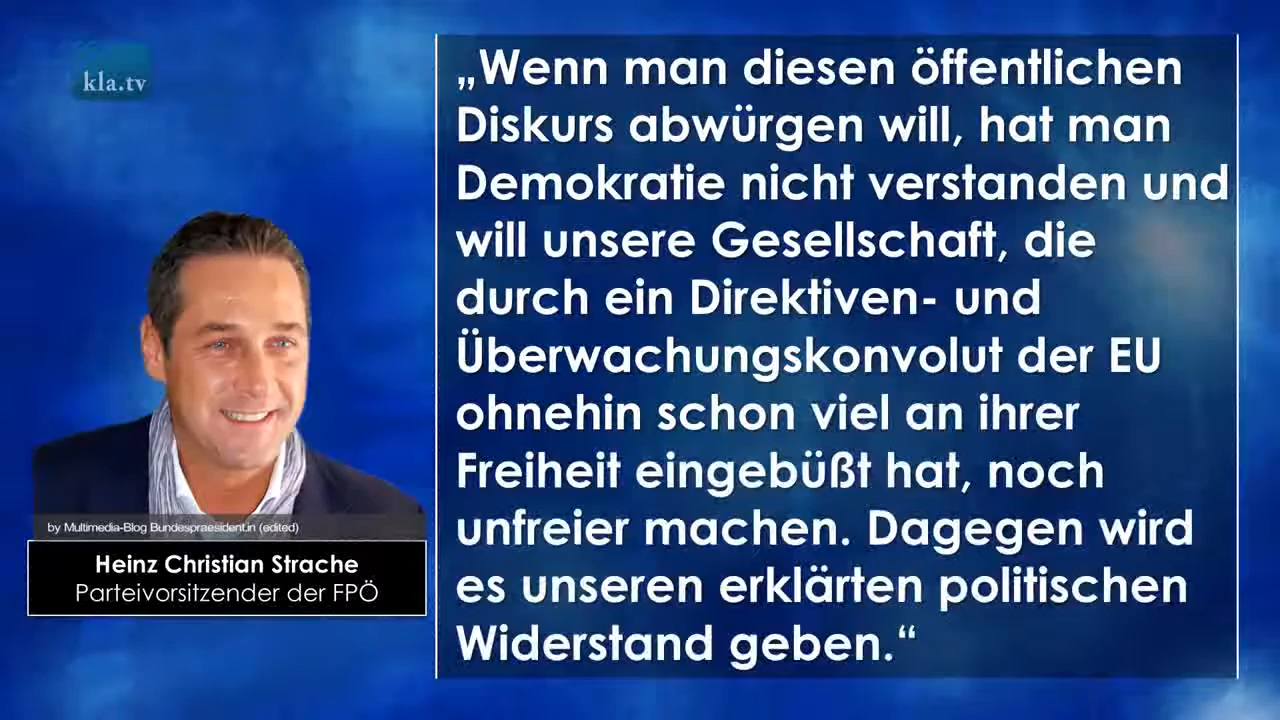 kla.tv
„Wenn man diesen öffentlichen
Diskurs abwürgen will, hat man
Demokratie nicht verstanden und
will unsere Gesellschaft, die
durch ein Direktiven- und
Überwachungskonvolut der EU
ohnehin schon viel an ihrer
Freiheit eingebüßt hat, noch
unfreier machen. Dagegen wird
es unseren erklärten politischen
Widerstand geben.“
by Multimedia-Blog Bundespraesident.in (edited)
Heinz Christian Strache
Parteivorsitzender der FPÖ